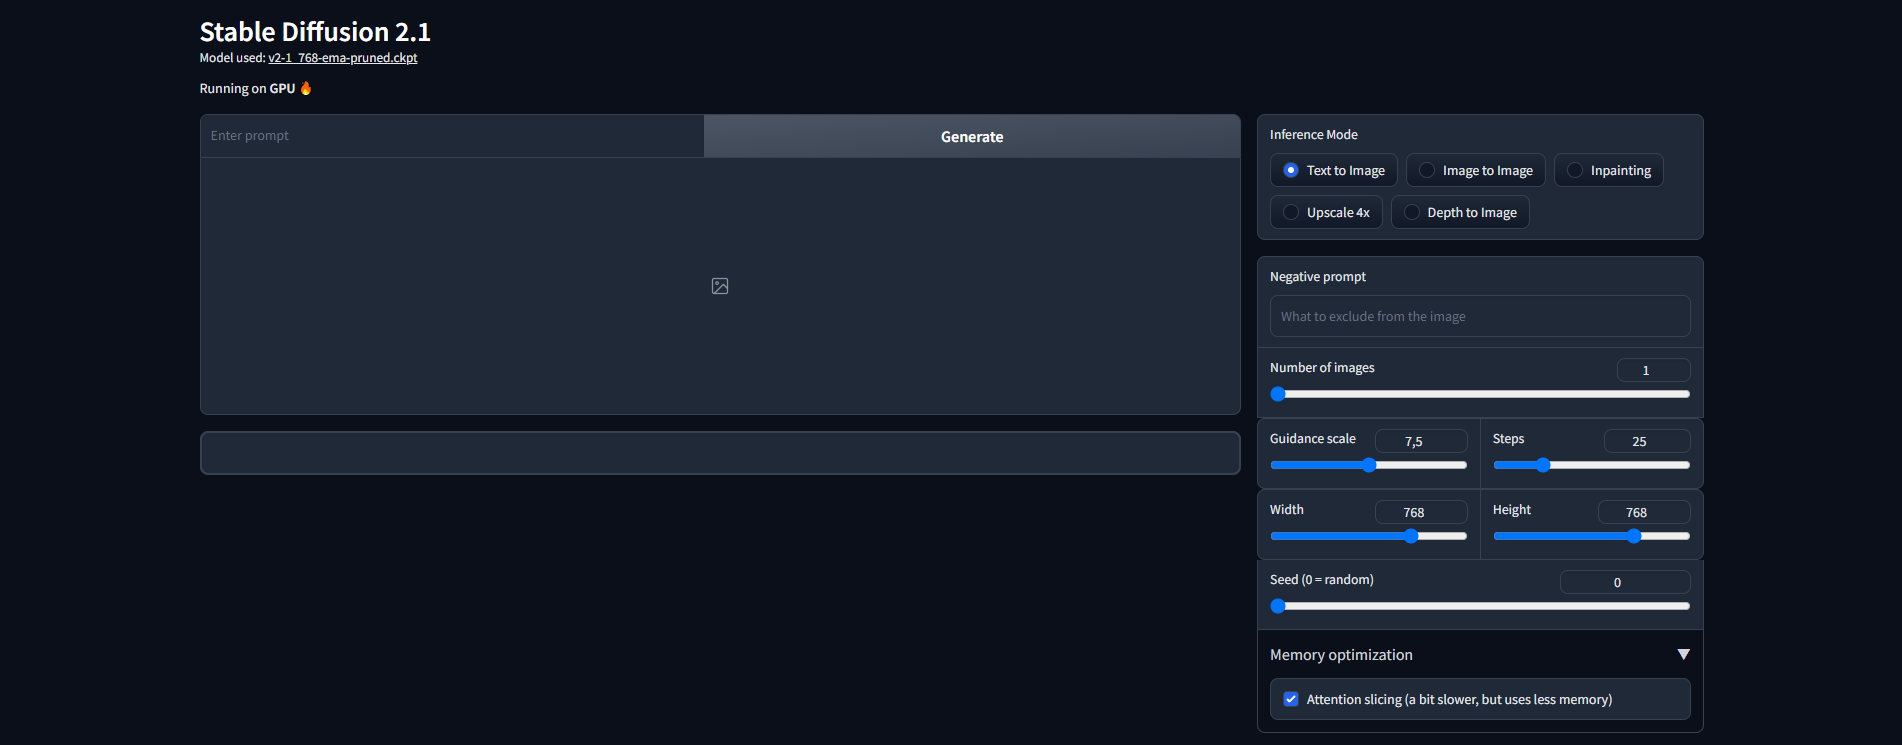 Stable Diffusion 2.1
Model used: v2-1_768-ema-pruned.ckpt
Running on GPU 🔥
Enter prompt
Generate
Inference Mode
Text to Image
Image to Image
Inpainting
Upscale 4x
Depth to Image
Negative prompt
What to exclude from the image
Number of images
1
Guidance scale
7,5
Steps
25
Width
768
Height
768
Seed (0 = random)
0
Memory optimization
Attention slicing (a bit slower, but uses less memory)